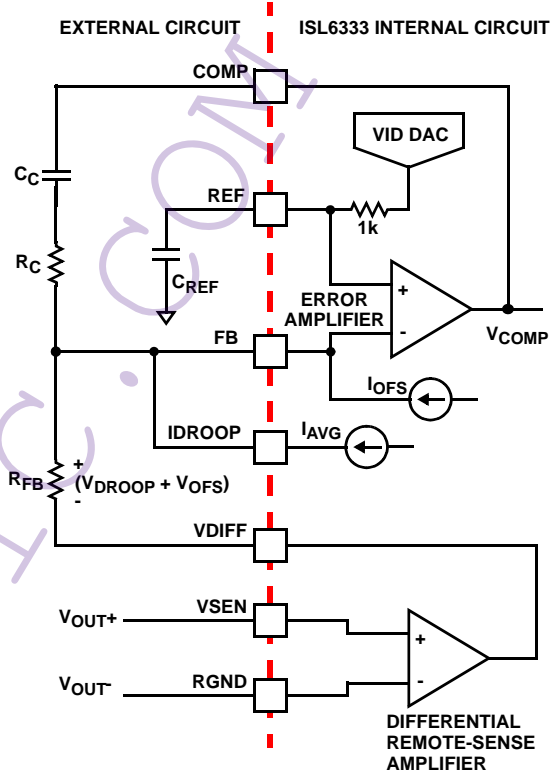 EXTERNAL CIRCUIT
ISL6333 INTERNAL CIRCUIT
COMP
VID DAC
CC
REF
1k
RC
CREF
ERROR
AMPLIFIER
+
-
VCOMP
FB
IOFS
IDROOP
IAVG
RFB
+
(VDROOP + VOFS)
-
VDIFF
VSEN
VOUT+
+
RGND
VOUT-
-
DIFFERENTIAL
REMOTE-SENSE
AMPLIFIER
C.COM